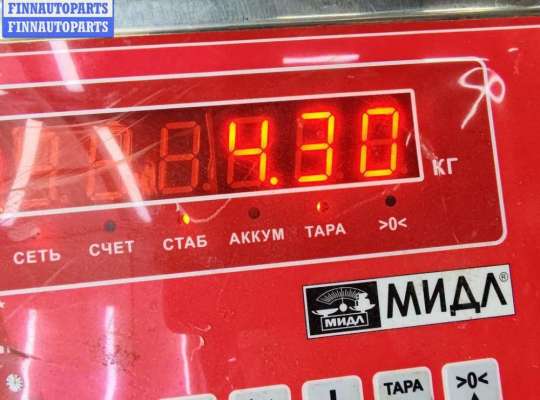 FINNAUTOPARTS
FINNAUTOPARTS
4.30
КГ
СЕТЬ СЧЕТ СТАБ АККУМ ТАРА >0<
МИДЛ МИДЛ®
ТАРА >0<